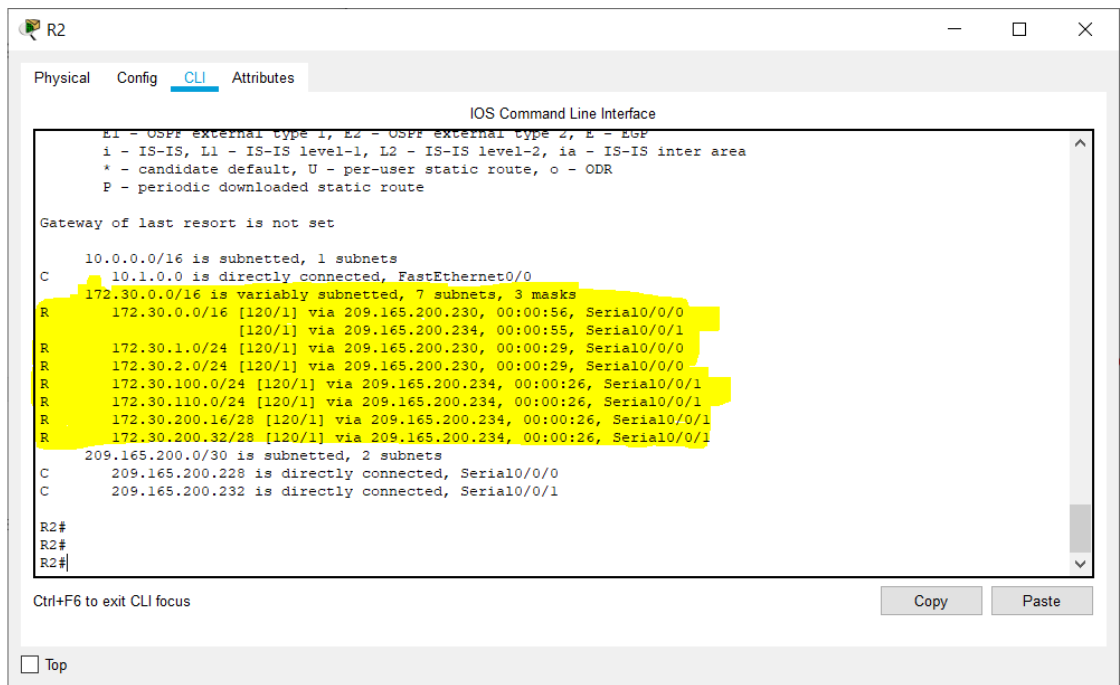 R2
Physical Config CLI Attributes
IOS Command Line Interface
E1 - OSPF external type 1, E2 - OSPF external type 2, E - EGP
i - IS-IS, L1 - IS-IS level-1, L2 - IS-IS level-2, ia - IS-IS inter area
* - candidate default, U - per-user static route, o - ODR
P - periodic downloaded static route
Gateway of last resort is not set
10.0.0.0/16 is subnetted, 1 subnets
C 10.1.0.0 is directly connected, FastEthernet0/0
172.30.0.0/16 is variably subnetted, 7 subnets, 3 masks
R 172.30.0.0/16 [120/1] via 209.165.200.230, 00:00:56, Serial0/0/0
[120/1] via 209.165.200.234, 00:00:55, Serial0/0/1
R 172.30.1.0/24 [120/1] via 209.165.200.230, 00:00:29, Serial0/0/0
R 172.30.2.0/24 [120/1] via 209.165.200.230, 00:00:29, Serial0/0/0
R 172.30.100.0/24 [120/1] via 209.165.200.234, 00:00:26, Serial0/0/1
R 172.30.110.0/24 [120/1] via 209.165.200.234, 00:00:26, Serial0/0/1
R 172.30.200.16/28 [120/1] via 209.165.200.234, 00:00:26, Serial0/0/1
R 172.30.200.32/28 [120/1] via 209.165.200.234, 00:00:26, Serial0/0/1
209.165.200.0/30 is subnetted, 2 subnets
C 209.165.200.228 is directly connected, Serial0/0/0
C 209.165.200.232 is directly connected, Serial0/0/1
R2#
R2#
R2#
Ctrl+F6 to exit CLI focus
Copy Paste
Top